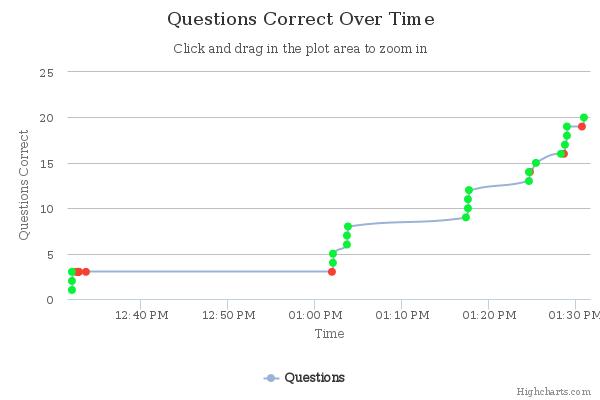 Questions Correct Over Time
Click and drag in the plot area to zoom in
Questions Correct
25
20
15
10
5
0
12:40 PM 12:50 PM 01:00 PM 01:10 PM 01:20 PM 01:30 PM
Time
Questions
Highcharts.com